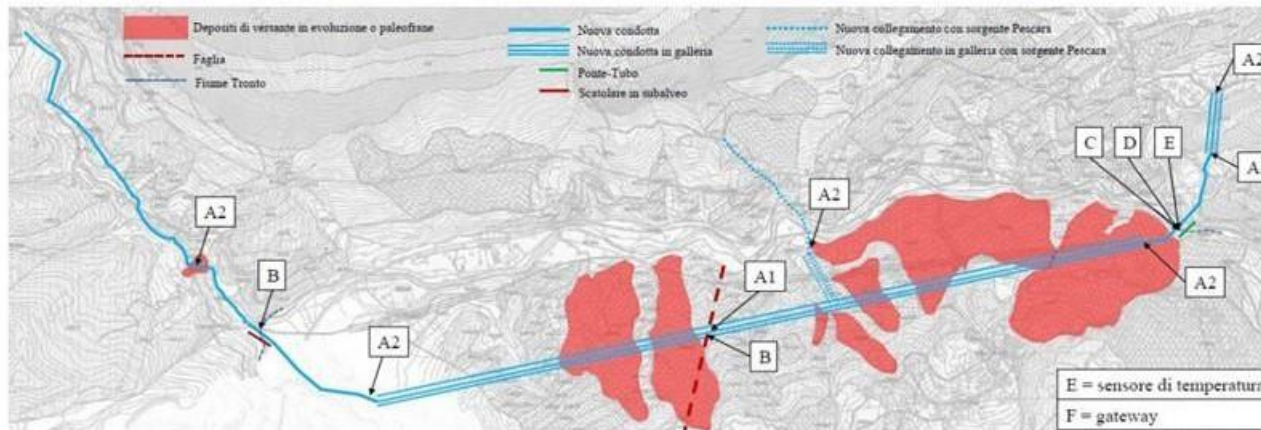 Depositi di versante in evoluzione o paleofrane
Faglia
Fiume Tronto
Nuova condotta
Nuova condotta in galleria
Ponte-Tubo
Scatolare in subalveo
Nuova collegamento con sorgente Pescara
Nuova collegamento in galleria con sorgente Pescara
A2
C
D
E
A
A2
A2
B
A1
A2
A2
B
E = sensore di temperatura
F = gateway